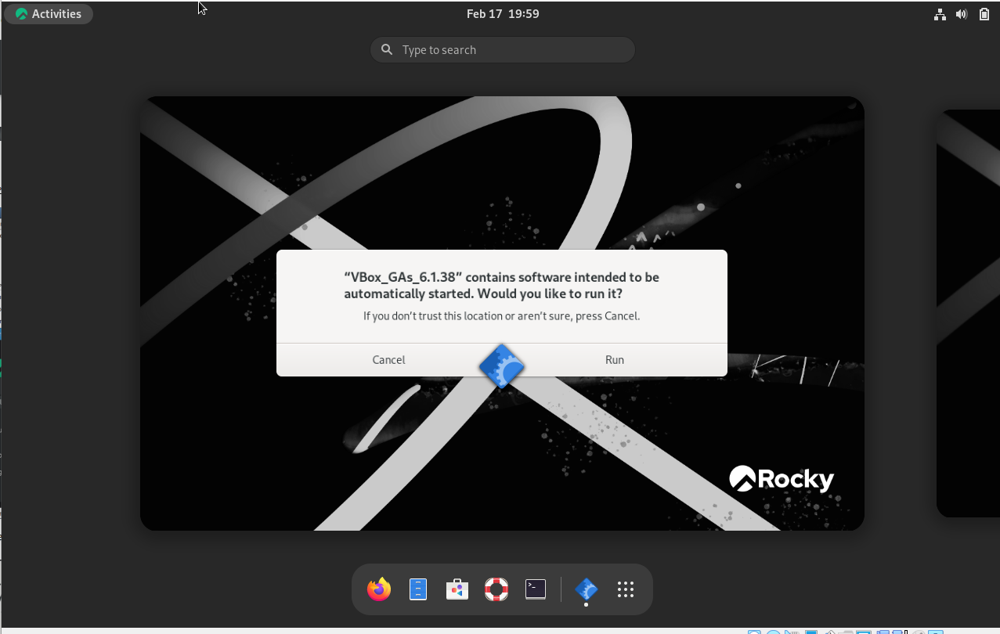 Activities
Feb 17 19:59
Type to search
“VBox_GAs_6.1.38” contains software intended to be
automatically started. Would you like to run it?
If you don’t trust this location or aren’t sure, press Cancel.
Cancel
Run
Rocky